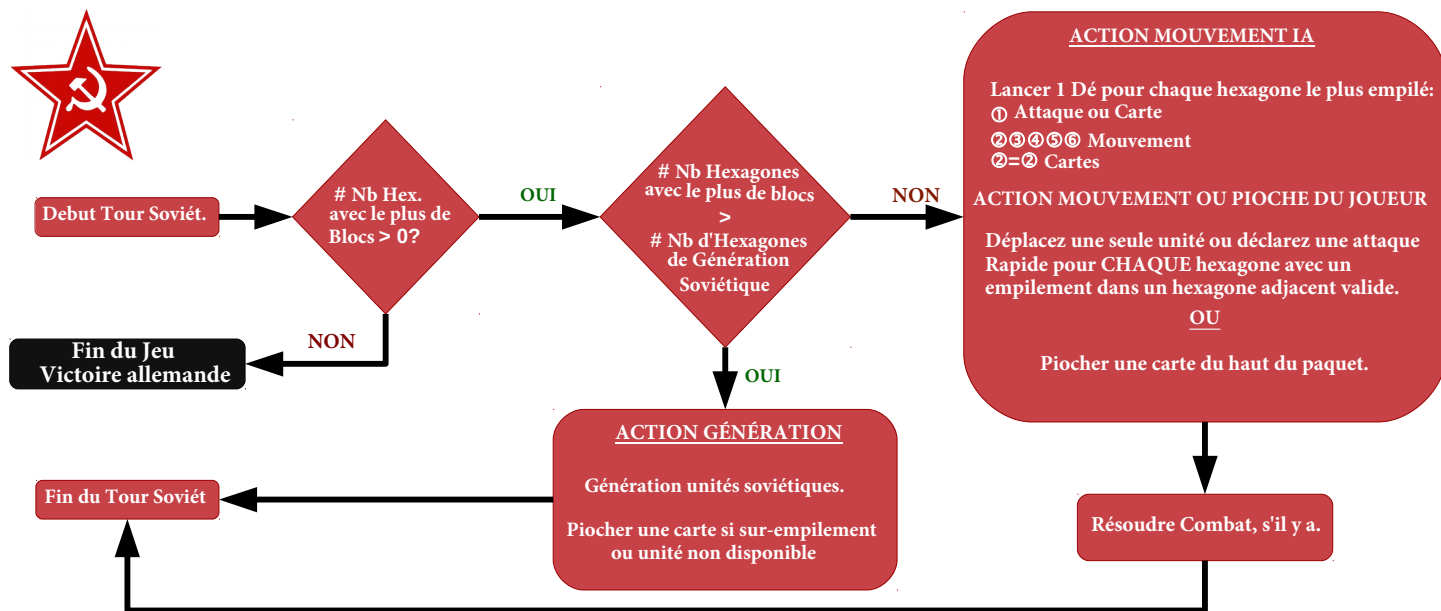 Debut Tour Soviét.
# Nb Hex.
avec le plus de
Blocs > 0?
OUI
NON
Fin du Jeu
Victoire allemande
# Nb Hexagones
avec le plus de blocs
>
# Nb d'Hexagones
de Génération
Soviétique
NON
OUI
ACTION MOUVEMENT IA
Lancer 1 Dé pour chaque hexagone le plus empilé:
① Attaque ou Carte
②③④⑤⑥ Mouvement
②=② Cartes
ACTION MOUVEMENT OU PIOCHE DU JOUEUR
Déplacez une seule unité ou déclarez une attaque
Rapide pour CHAQUE hexagone avec un
empilement dans un hexagone adjacent valide.
OU
Piocher une carte du haut du paquet.
ACTION GÉNÉRATION
Génération unités soviétiques.
Piocher une carte si sur-empilement
ou unité non disponible
Résoudre Combat, s'il y a.
Fin du Tour Soviét